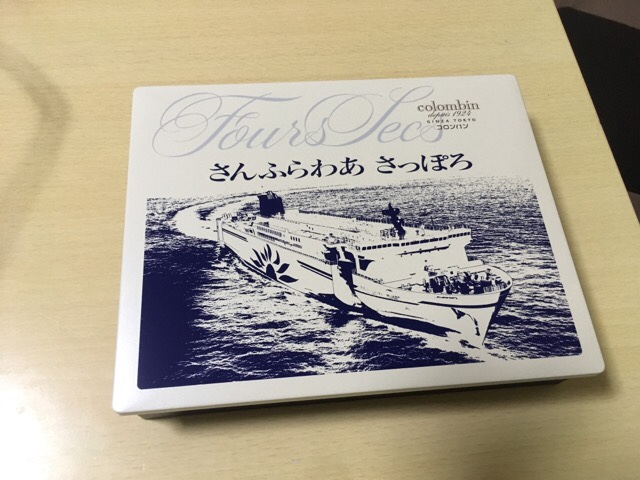 Fours Secs
colombin
depuis 1924
GINZA TOKYO
コロンバン
さんふらわあ さっぽろ